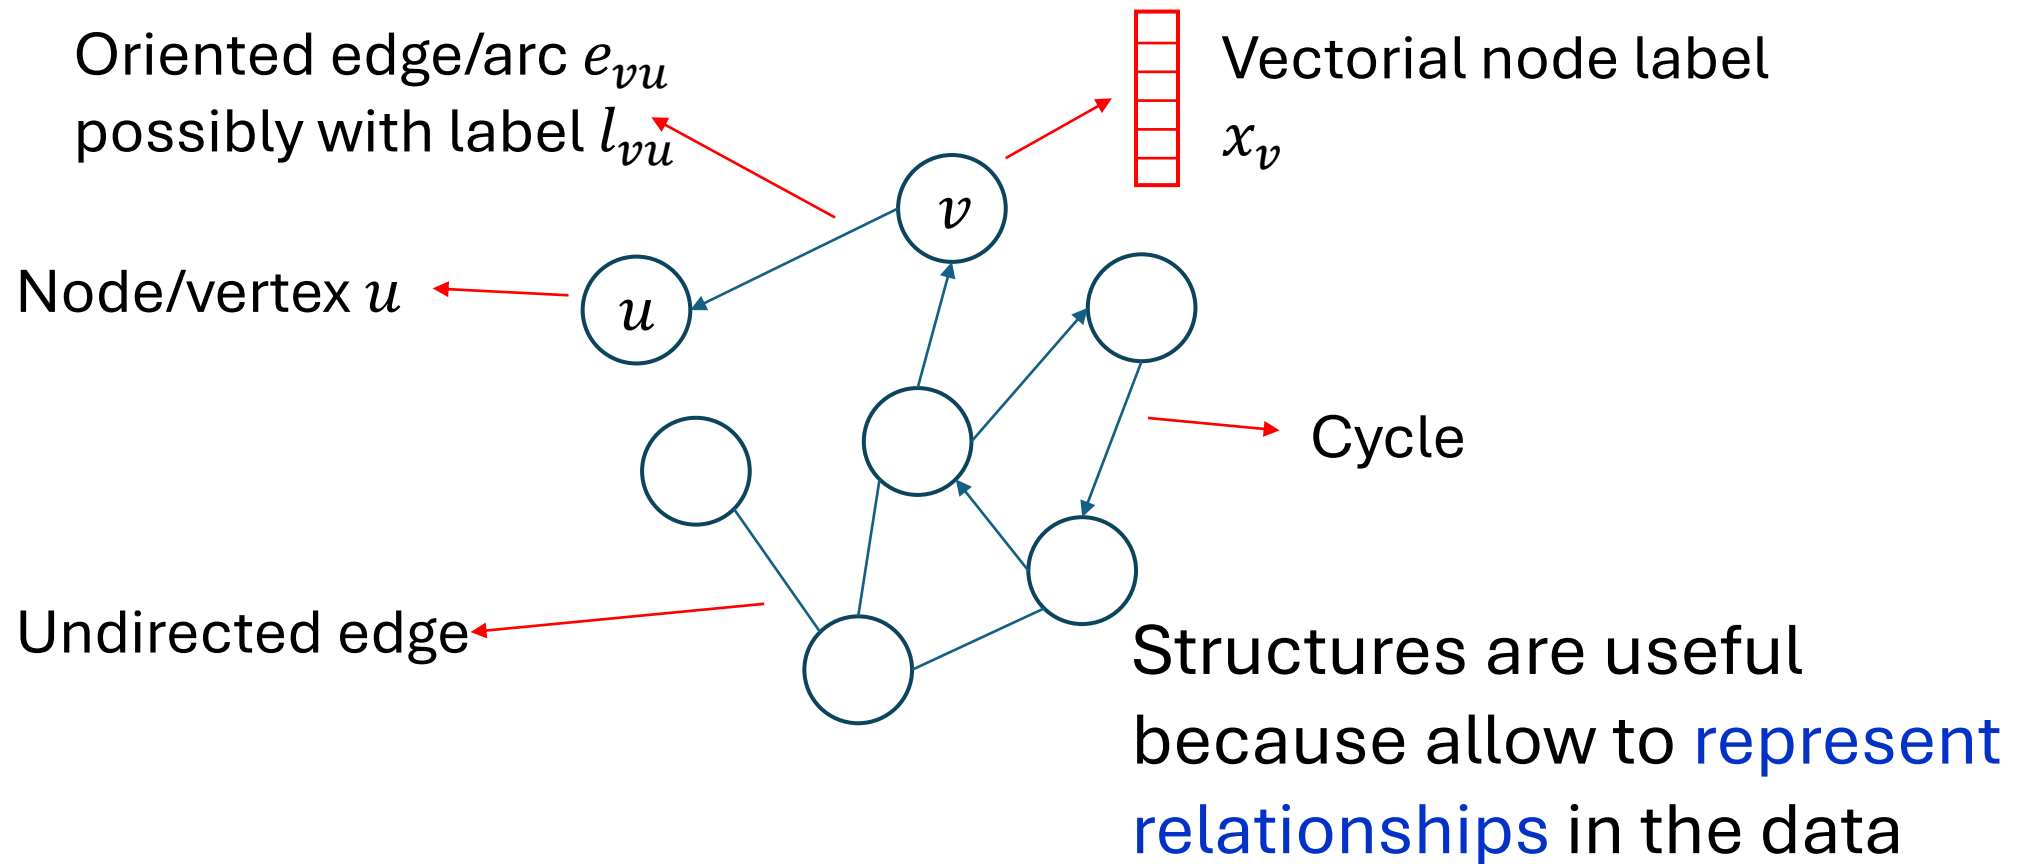 Oriented edge/arc $e_{vu}$
possibly with label $l_{vu}$
Vectorial node label
$x_v$
$v$
Node/vertex $u$
$u$
Cycle
Undirected edge
Structures are useful
because allow to represent
relationships in the data